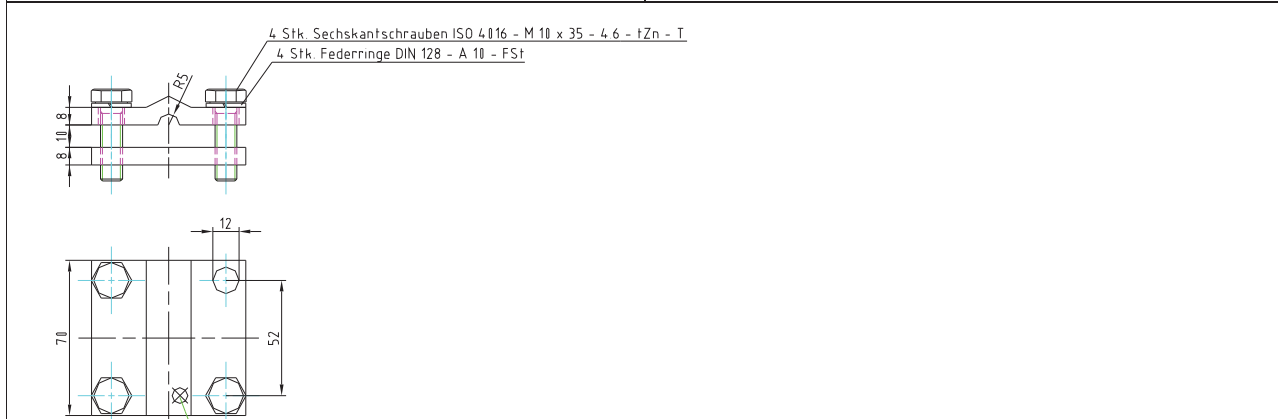 4 Stk. Sechskantschrauben ISO 4016 - M 10 x 35 - 4.6 - tZn - T
4 Stk. Federringe DIN 128 - A 10 - FSt
R5
8
10
8
12
70
52